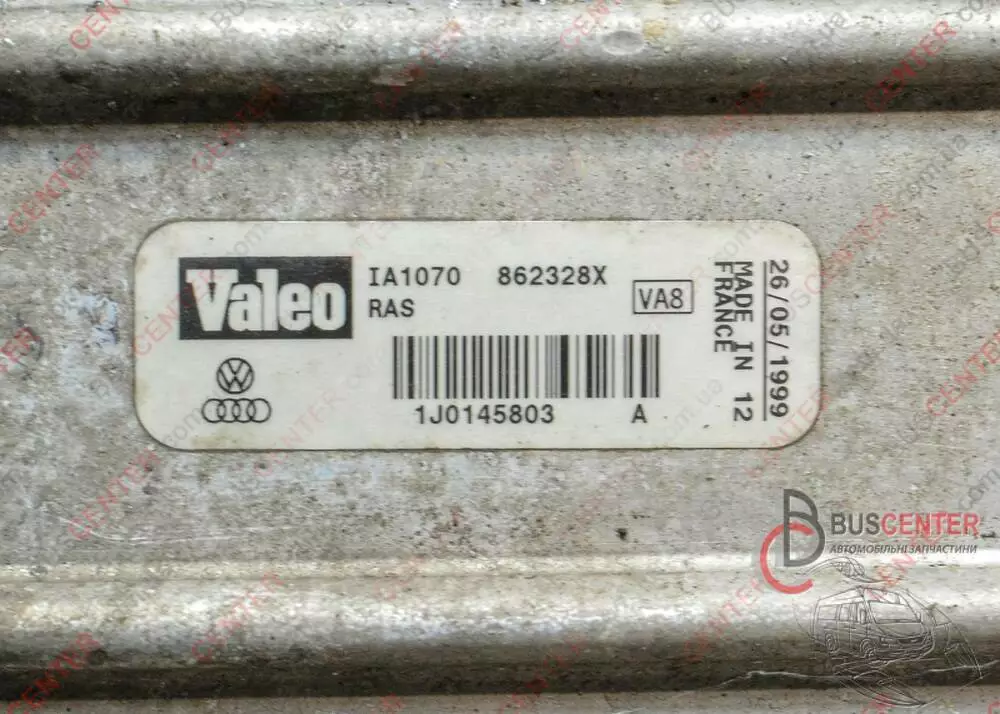 Valeo
IA1070 862328X
RAS
VA8
1J0145803 A
26/05/1999
MADE IN 12
FRANCE
BUSCENTER
АВТОМОБІЛЬНІ ЗАПЧАСТИНИ